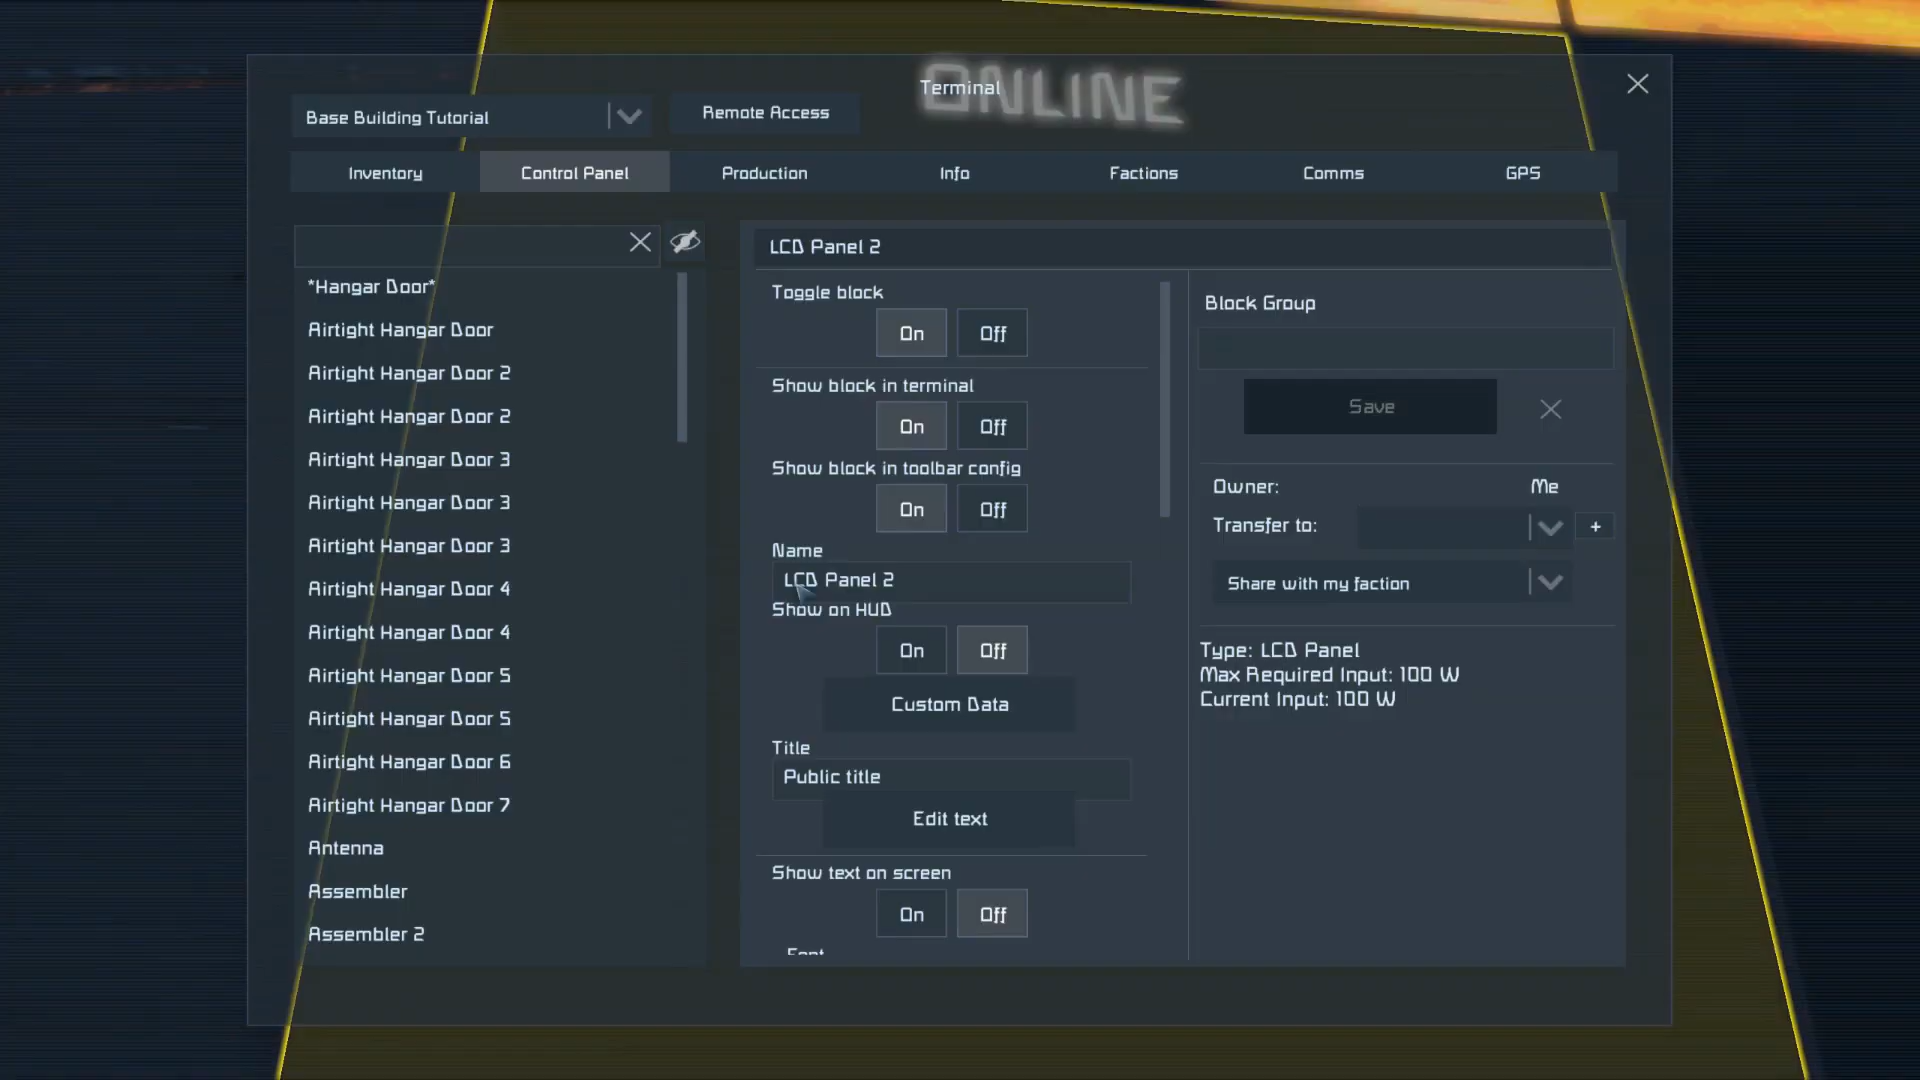 ONLINE
Terminal
Base Building Tutorial
Remote Access
Inventory
Control Panel
Production
Info
Factions
Comms
GPS
*Hangar Door*
Airtight Hangar Door
Airtight Hangar Door 2
Airtight Hangar Door 2
Airtight Hangar Door 3
Airtight Hangar Door 3
Airtight Hangar Door 3
Airtight Hangar Door 4
Airtight Hangar Door 4
Airtight Hangar Door 5
Airtight Hangar Door 5
Airtight Hangar Door 6
Airtight Hangar Door 7
Antenna
Assembler
Assembler 2
LCD Panel 2
Toggle block
On Off
Show block in terminal
On Off
Show block in toolbar config
On Off
Name
LCD Panel 2
Show on HUD
On Off
Custom Data
Title
Public title
Edit text
Show text on screen
On Off
Font
Block Group
Save
Owner: Me
Transfer to:
+
Share with my faction
Type: LCD Panel
Max Required Input: 100 W
Current Input: 100 W